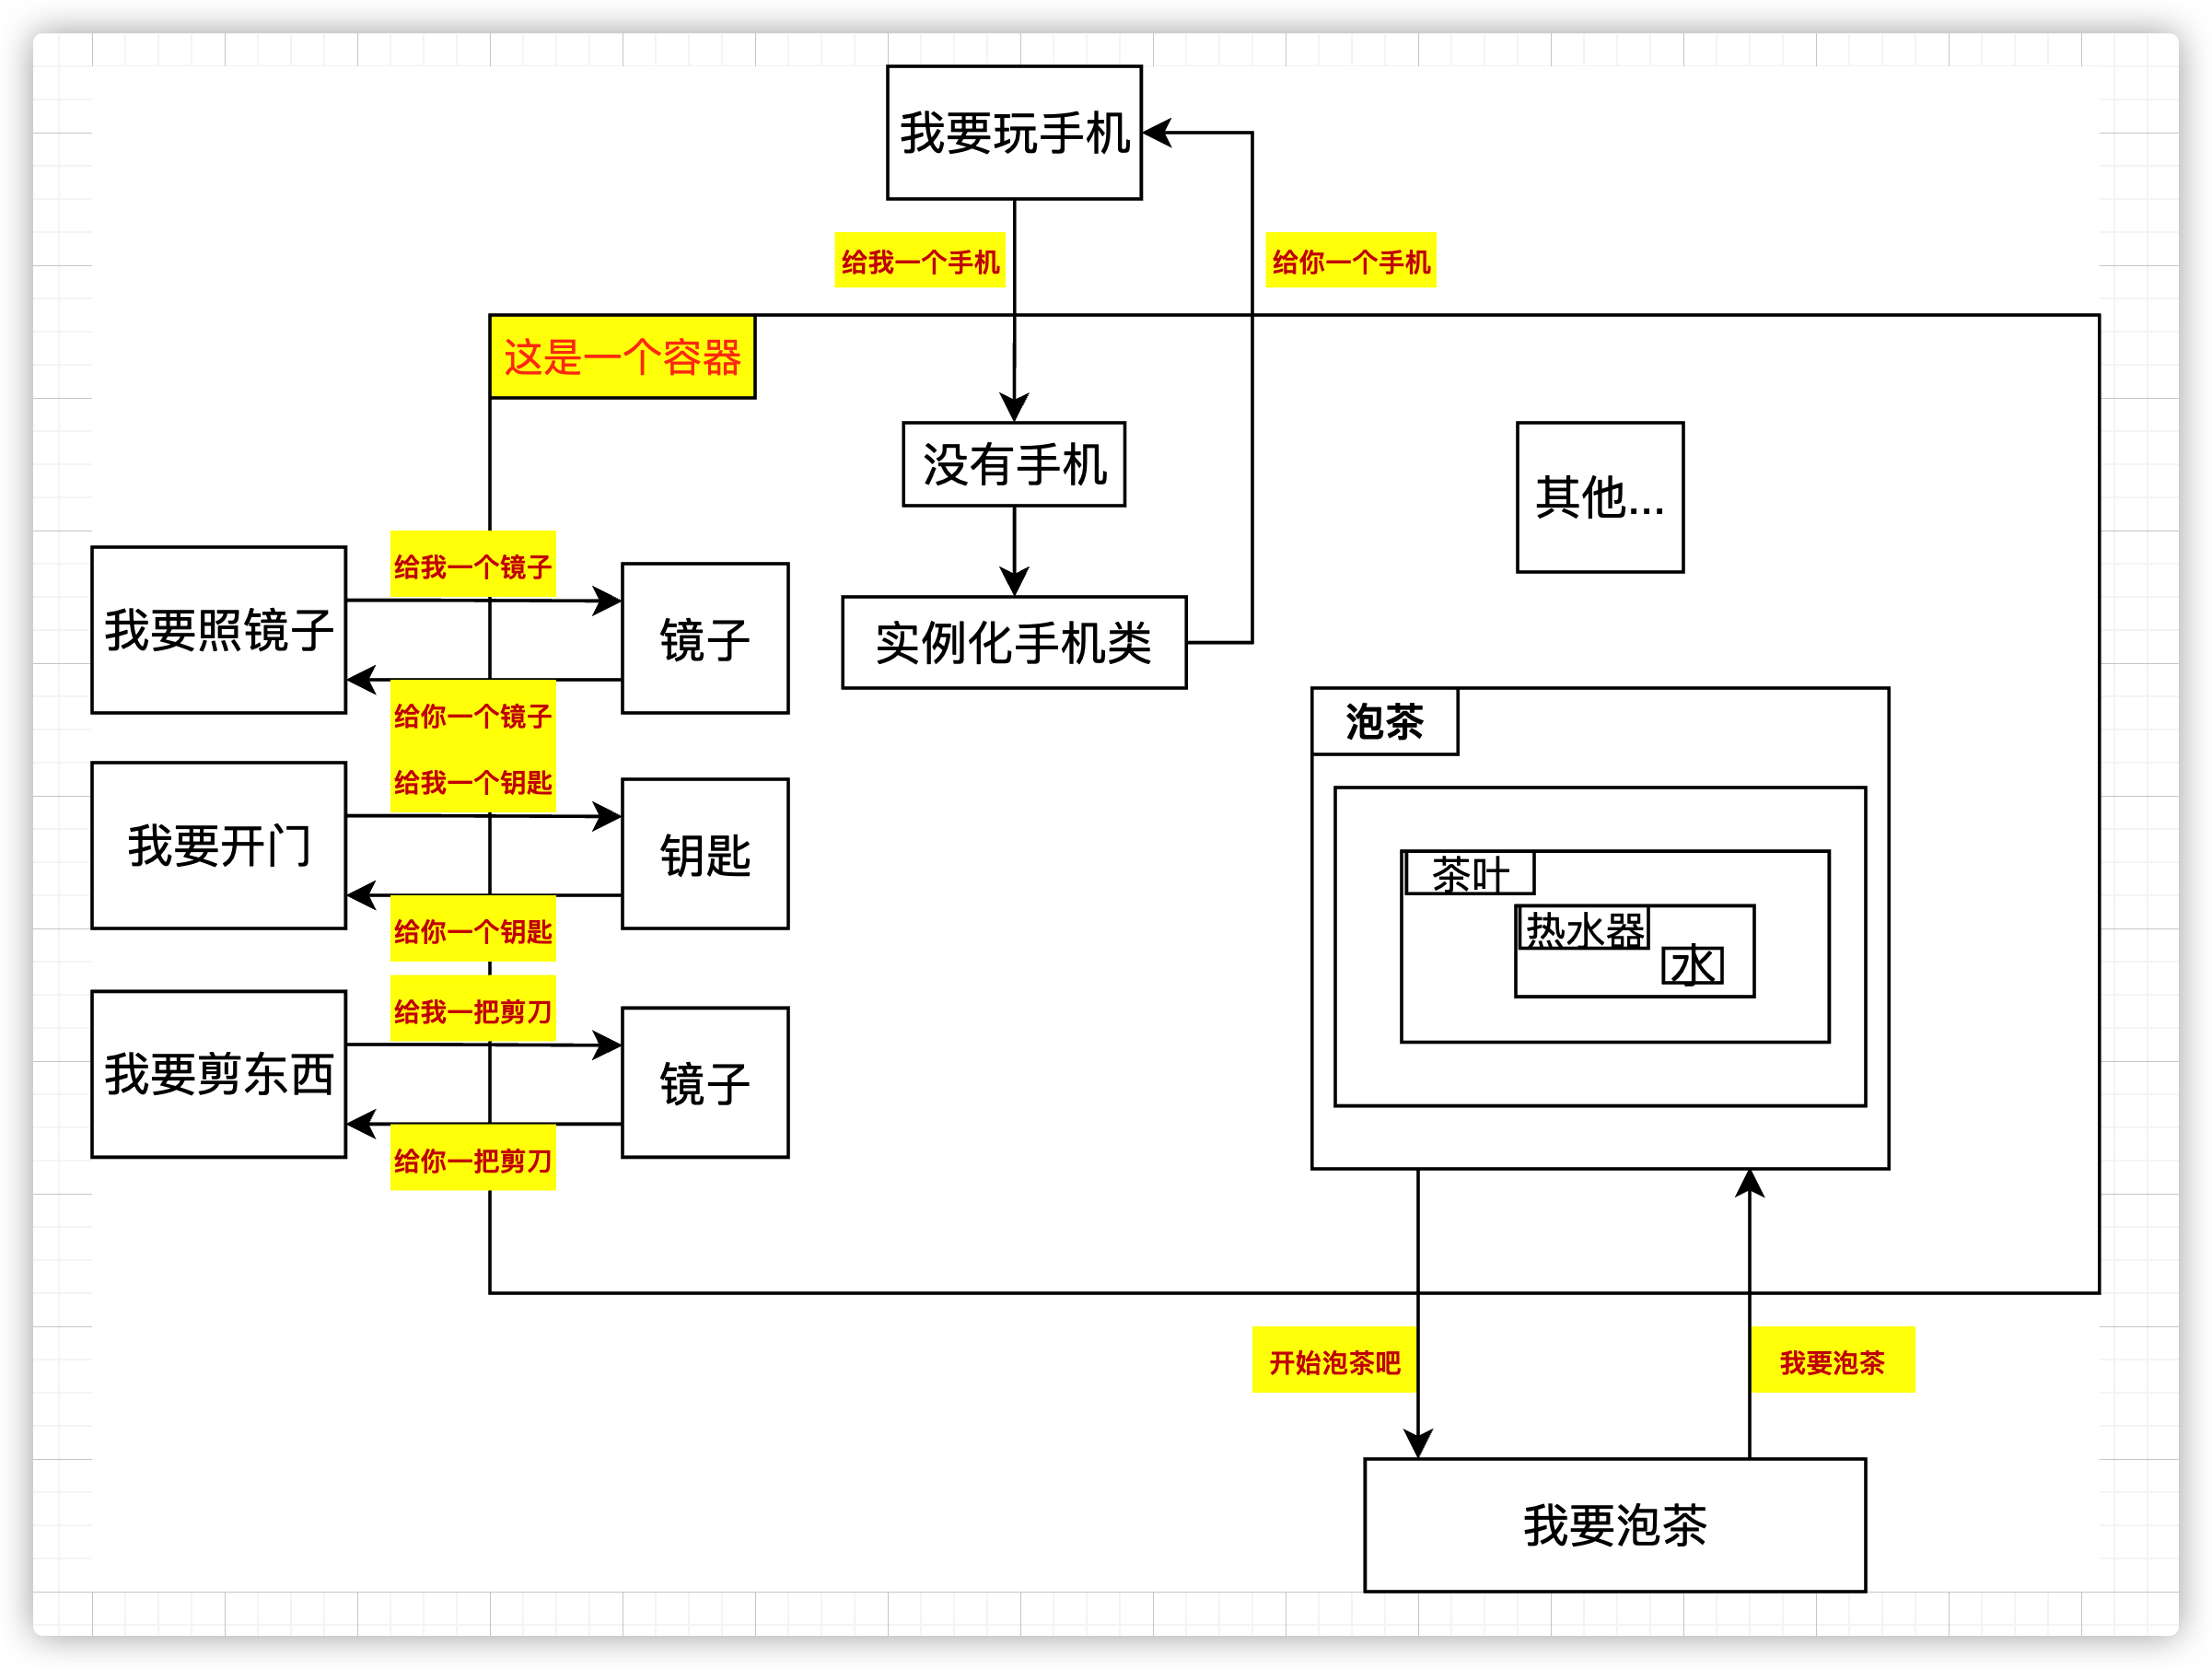 我要玩手机
给我一个手机
给你一个手机
这是一个容器
没有手机
其他...
给我一个镜子
我要照镜子
镜子
实例化手机类
给你一个镜子
泡茶
给我一个钥匙
我要开门
钥匙
茶叶
给你一个钥匙
热水器
水
给我一把剪刀
我要剪东西
镜子
给你一把剪刀
开始泡茶吧
我要泡茶
我要泡茶